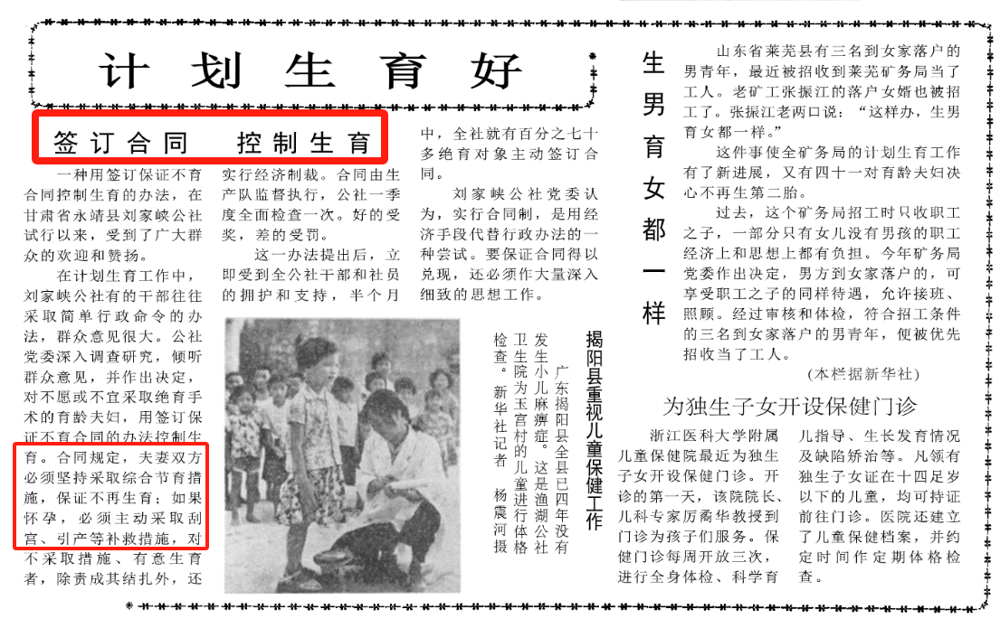 计划生育好
签订合同 控制生育
一种用签订保证不育
合同控制生育的办法，在
甘肃省永靖县刘家峡公社
试行以来，受到了广大群
众的欢迎和赞扬。
在计划生育工作中，
刘家峡公社有的干部往往
采取简单行政命令的办
法，群众意见很大。公社
党委深入调查研究，倾听
群众意见，并作出决定，
对不愿或不宜采取绝育手
术的育龄夫妇，用签订保
证不育合同的办法控制生
育。合同规定，夫妻双方
必须坚持采取综合节育措
施，保证不再生育；如果
怀孕，必须主动采取刮
宫、引产等补救措施，对
不采取措施、有意生育
者，除责成其结扎外，还
实行经济制裁。合同由生
产队监督执行，公社一季
度全面检查一次。好的受
奖，差的受罚。
这一办法提出后，立
即受到全公社干部和社员
的拥护和支持，半个月
中，全社就有百分之七十
多绝育对象主动签订合
同。
刘家峡公社党委认
为，实行合同制，是用经
济手段代替行政办法的一
种尝试。要保证合同得以
兑现，还必须作大量深入
细致的思想工作。
揭阳县重视儿童保健工作
广东揭阳县全县已四年没有
发生小儿麻痹症。这是渔湖公社
卫生院为玉宫村的儿童进行体格
检查。新华社记者 杨震河摄
生男育女都一样
山东省莱芜县有三名到女家落户的
男青年，最近被招收到莱芜矿务局当了
工人。老矿工张振江的落户女婿也被招
工了。张振江老两口说：“这样办，生男
育女都一样。”
这件事使全矿务局的计划生育工作
有了新进展，又有四十一对育龄夫妇决
心不再生第二胎。
过去，这个矿务局招工时只收职工
之子，一部分只有女儿没有男孩的职工
经济上和思想上都有负担。今年矿务局
党委作出决定，男方到女家落户的，可
享受职工之子的同样待遇，允许接班、
照顾。经过审核和体检，符合招工条件
的三名到女家落户的男青年，便被优先
招收当了工人。
(本栏据新华社)
为独生子女开设保健门诊
浙江医科大学附属
儿童保健院最近为独生
子女开设保健门诊。开
诊的第一天，该院院长、
儿科专家厉矞华教授到
门诊为孩子们服务。保
健门诊每周开放三次，
进行全身体检、科学育
儿指导、生长发育情况
及缺陷矫治等。凡领有
独生子女证在十四足岁
以下的儿童，均可持证
前往门诊。医院还建立
了儿童保健档案，并约
定时间作定期体格检
查。